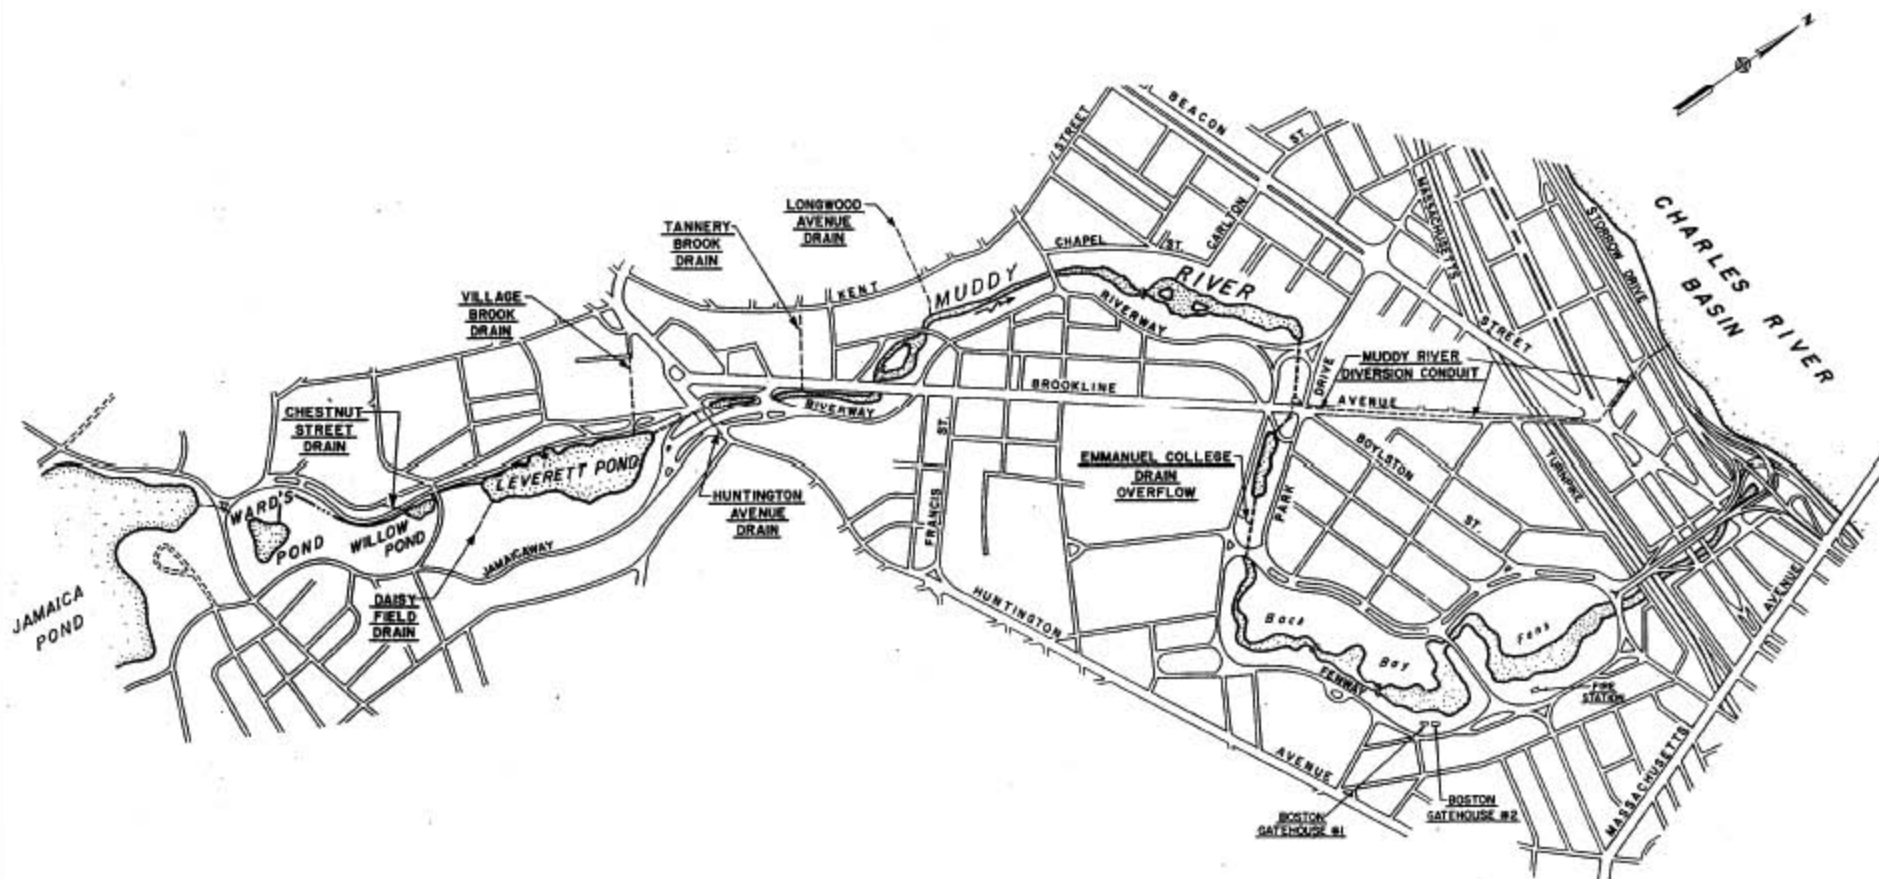 N
BEACON
ST.
STREET
CARLTON
CHAPEL ST.
MASSACHUSETTS
STORROW DRIVE
CHARLES RIVER
BASIN
LONGWOOD
AVENUE
DRAIN
TANNERY
BROOK
DRAIN
VILLAGE
BROOK
DRAIN
KENT
MUDDY
RIVER
RIVERWAY
STREET
DRIVE
MUDDY RIVER
DIVERSION CONDUIT
BROOKLINE
AVENUE
RIVERWAY
CHESTNUT
STREET
DRAIN
LEVERETT POND
HUNTINGTON
AVENUE
DRAIN
FRANCIS ST.
EMMANUEL COLLEGE
DRAIN
OVERFLOW
BOYLSTON
ST.
TURNPIKE
PARK
WARD'S
POND
WILLOW
POND
JAMAICAWAY
JAMAICA
POND
DAISY
FIELD
DRAIN
HUNTINGTON
AVENUE
Back
Bay
Fens
FENWAY
FIRE
STATION
MASSACHUSETTS
AVENUE
BOSTON
GATEHOUSE #1
BOSTON
GATEHOUSE #2